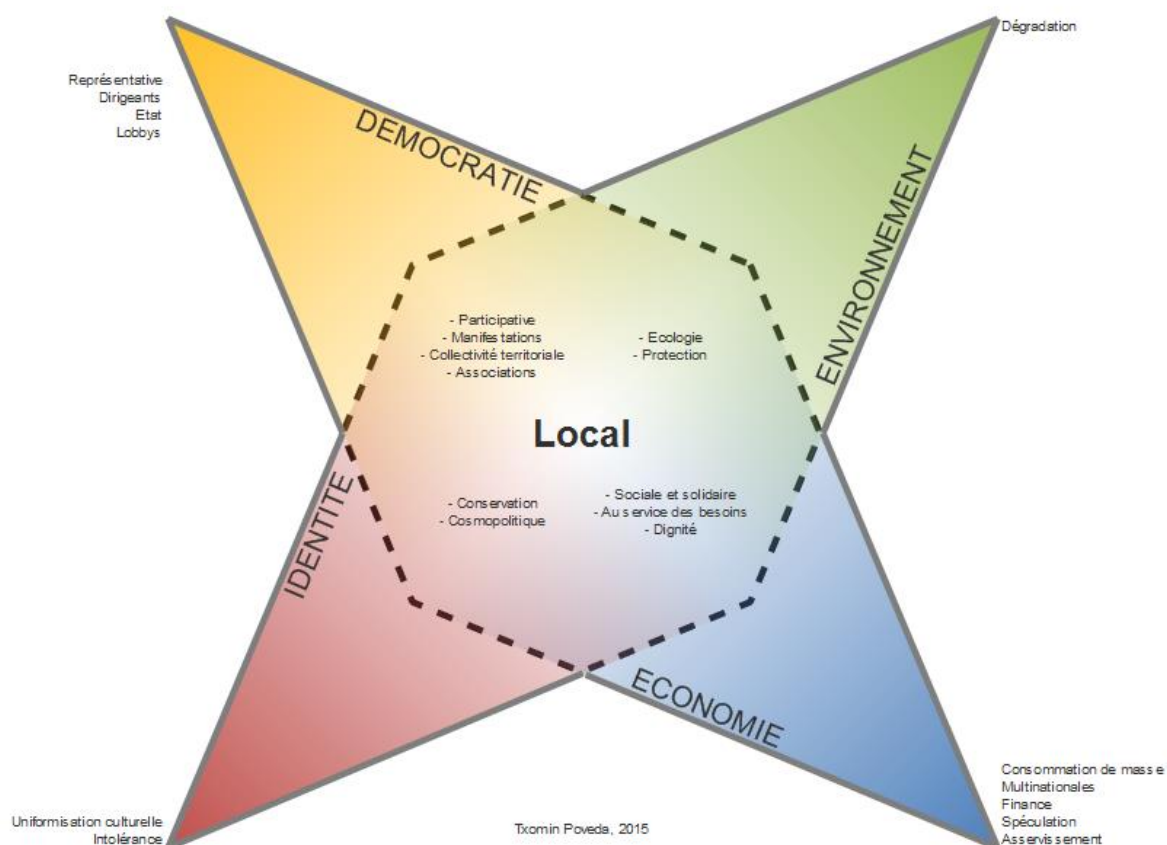 Dégradation
Représentative
Dirigeants
Etat
Lobbys
DEMOCRATIE
ENVIRONNEMENT
- Participative
- Manifestations
- Collectivité territoriale
- Associations
- Ecologie
- Protection
Local
- Conservation
- Cosmopolitique
- Sociale et solidaire
- Au service des besoins
- Dignité
IDENTITE
ECONOMIE
Uniformisation culturelle
Intolérance
Txomin Poveda, 2015
Consommation de masse
Multinationales
Finance
Spéculation
Asservissement